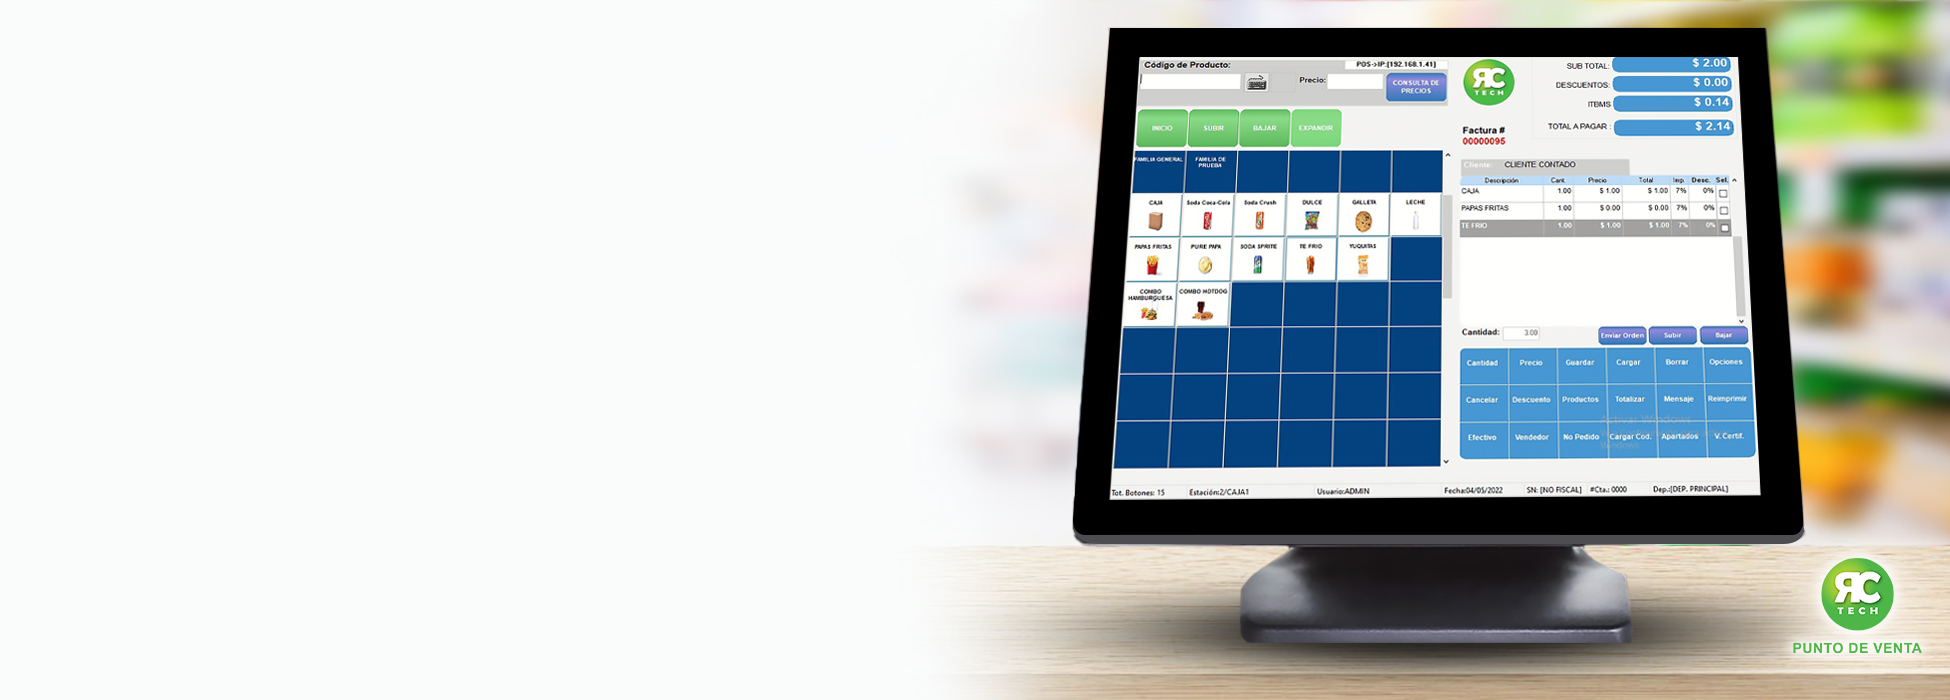 Código de Producto:
POS->IP:[192.168.1.41]
Precio:
CONSULTA DE
PRECIOS
INICIO
SUBIR
BAJAR
EXPANDIR
FAMILIA GENERAL
FAMILIA DE
PRUEBA
CAJA
Soda Coca-Cola
Soda Crush
DULCE
GALLETA
LECHE
PAPAS FRITAS
PURE PAPA
SODA SPRITE
TE FRIO
YUQUITAS
COMBO
HAMBURGUESA
COMBO HOTDOG
Tot. Botones: 15
Estación:2/CAJA1
Usuario:ADMIN
Fecha:04/05/2022
SN: [NO FISCAL]
#Cta.: 0000
Dep.:[DEP. PRINCIPAL]
RC
TECH
SUB TOTAL: $ 2.00
DESCUENTOS: $ 0.00
ITBMS $ 0.14
TOTAL A PAGAR : $ 2.14
Factura #
00000095
Cliente: CLIENTE CONTADO
Descripción Cant. Precio Total Imp. Desc. Sel.
CAJA 1.00 $ 1.00 $ 1.00 7% 0%
PAPAS FRITAS 1.00 $ 0.00 $ 0.00 7% 0%
TE FRIO 1.00 $ 1.00 $ 1.00 7% 0%
Cantidad: 3.00
Enviar Orden
Subir
Bajar
Cantidad Precio Guardar Cargar Borrar Opciones
Cancelar Descuento Productos Totalizar Mensaje Reimprimir
Activar Windows
Efectivo Vendedor No Pedido Cargar Cod. Apartados V. Certif.
RC
TECH
PUNTO DE VENTA